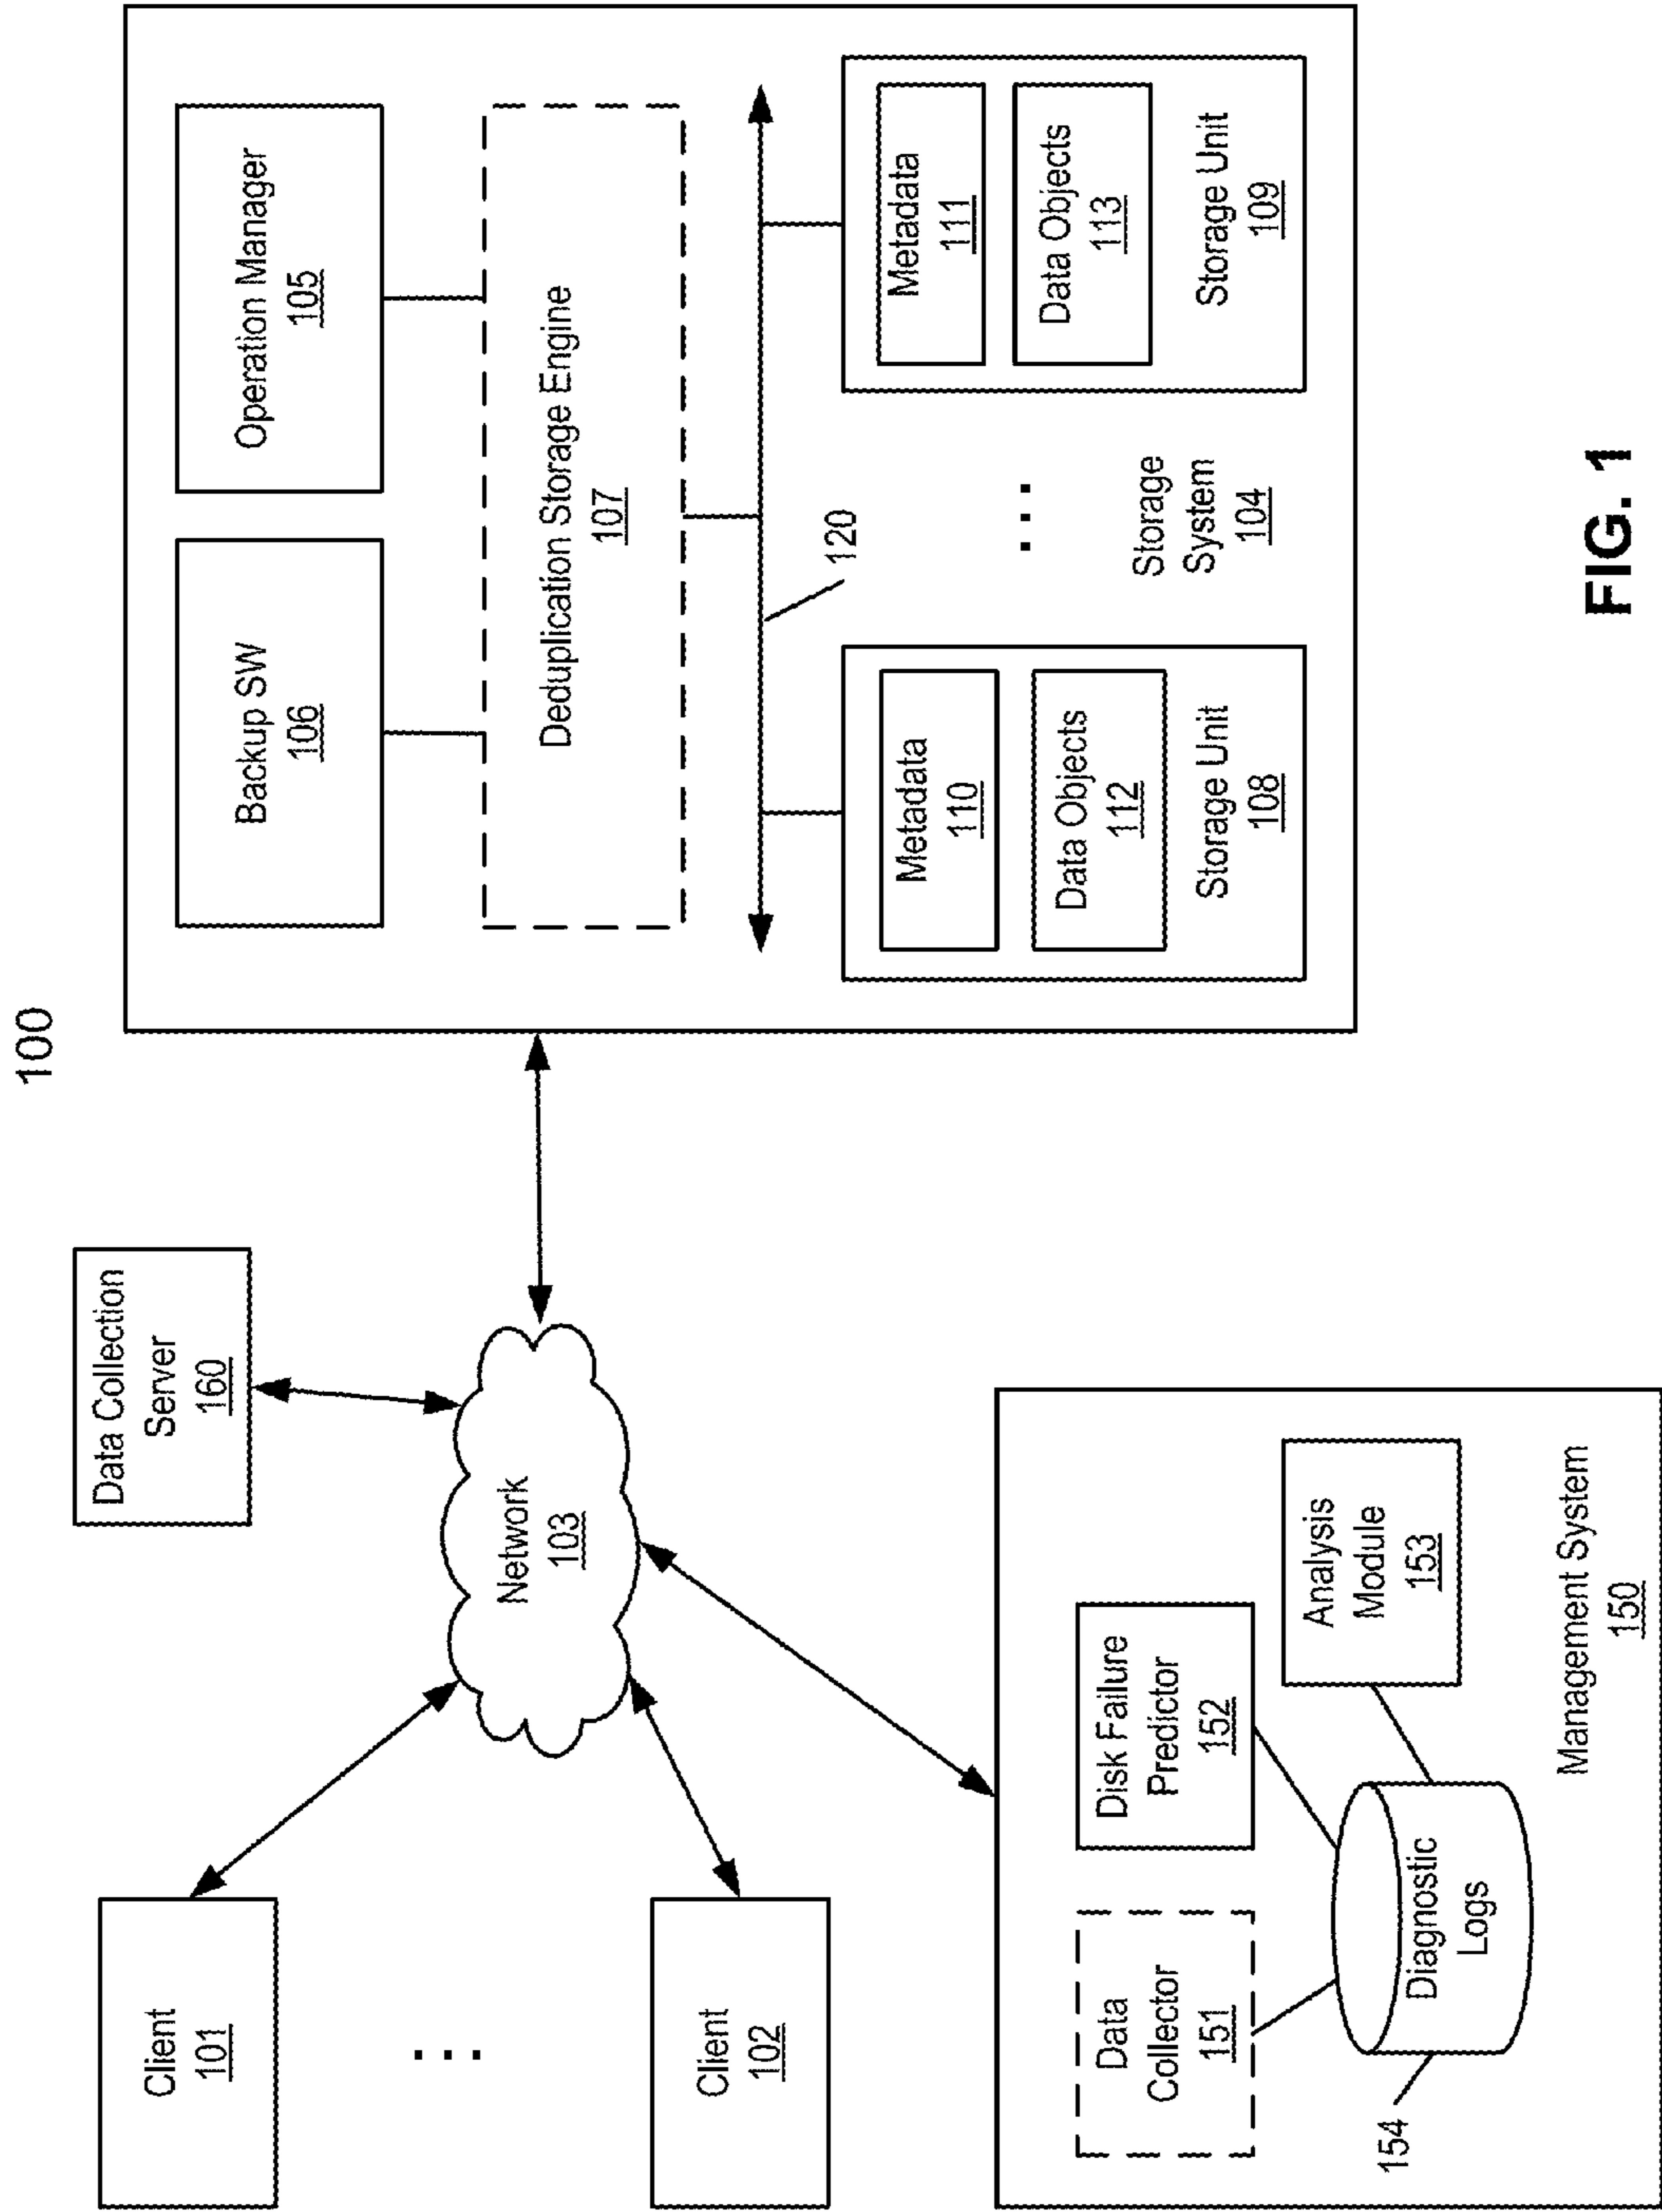 100
Client
101
Client
102
Data Collection
Server
160
Network
103
Backup SW
106
Operation Manager
105
Deduplication Storage Engine
107
120
Metadata
110
Data Objects
112
Storage Unit
108
Storage
System
104
Metadata
111
Data Objects
113
Storage Unit
109
Data
Collector
151
Disk Failure
Predictor
152
Analysis
Module
153
Diagnostic
Logs
154
Management System
150
FIG. 1